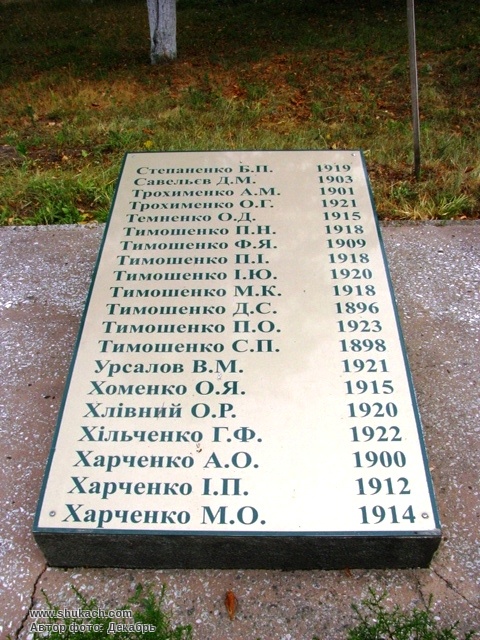 Степаненко Б.П. 1919
Савельєв Д.М. 1903
Трохименко А.М. 1901
Трохименко О.Г. 1921
Темненко О.Д. 1915
Тимошенко П.Н. 1918
Тимошенко Ф.Я. 1909
Тимошенко П.І. 1918
Тимошенко І.Ю. 1920
Тимошенко М.К. 1918
Тимошенко Д.С. 1896
Тимошенко П.О. 1923
Тимошенко С.П. 1898
Урсалов В.М. 1921
Хоменко О.Я. 1915
Хлівний О.Р. 1920
Хільченко Г.Ф. 1922
Харченко А.О. 1900
Харченко І.П. 1912
Харченко М.О. 1914
www.shukach.com
Автор фото: Декабрь